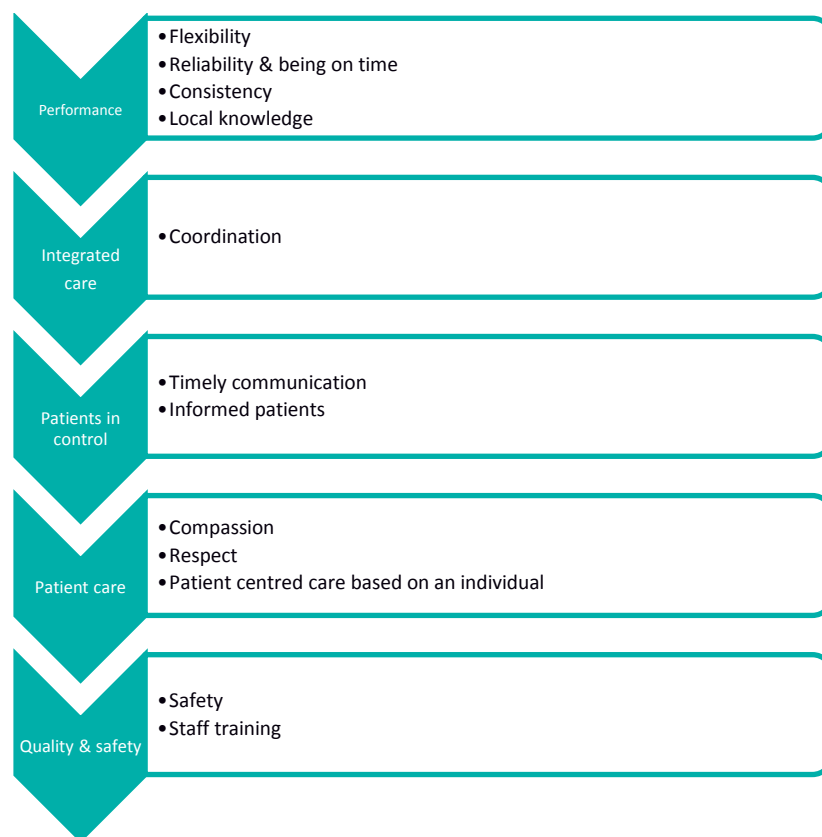 Performance
•Flexibility
•Reliability & being on time
•Consistency
•Local knowledge
Integrated
care
•Coordination
Patients in
control
•Timely communication
•Informed patients
Patient care
•Compassion
•Respect
•Patient centred care based on an individual
Quality & safety
•Safety
•Staff training